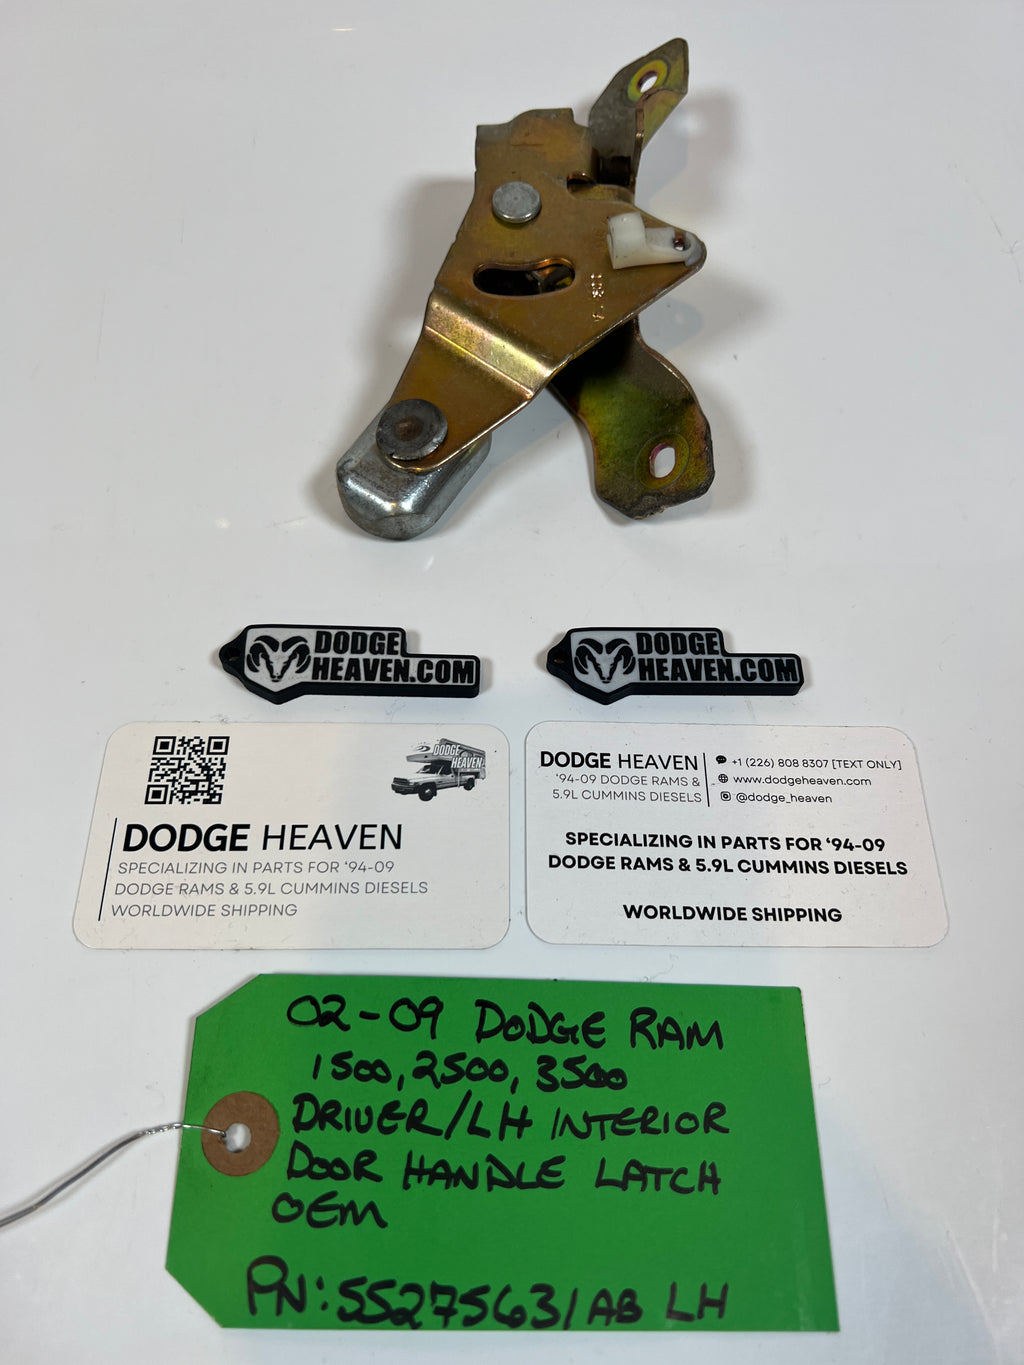 DODGE
HEAVEN.COM
DODGE
HEAVEN.COM
DODGE
HEAVEN
DODGE HEAVEN
SPECIALIZING IN PARTS FOR ‘94-09
DODGE RAMS & 5.9L CUMMINS DIESELS
WORLDWIDE SHIPPING
DODGE HEAVEN
‘94-09 DODGE RAMS &
5.9L CUMMINS DIESELS
+1 (226) 808 8307 [TEXT ONLY]
www.dodgeheaven.com
@dodge_heaven
SPECIALIZING IN PARTS FOR ‘94-09
DODGE RAMS & 5.9L CUMMINS DIESELS
WORLDWIDE SHIPPING
02-09 DODGE RAM
1500, 2500, 3500
DRIVER/LH INTERIOR
DOOR HANDLE LATCH
OEM
PN: 55275631AB LH